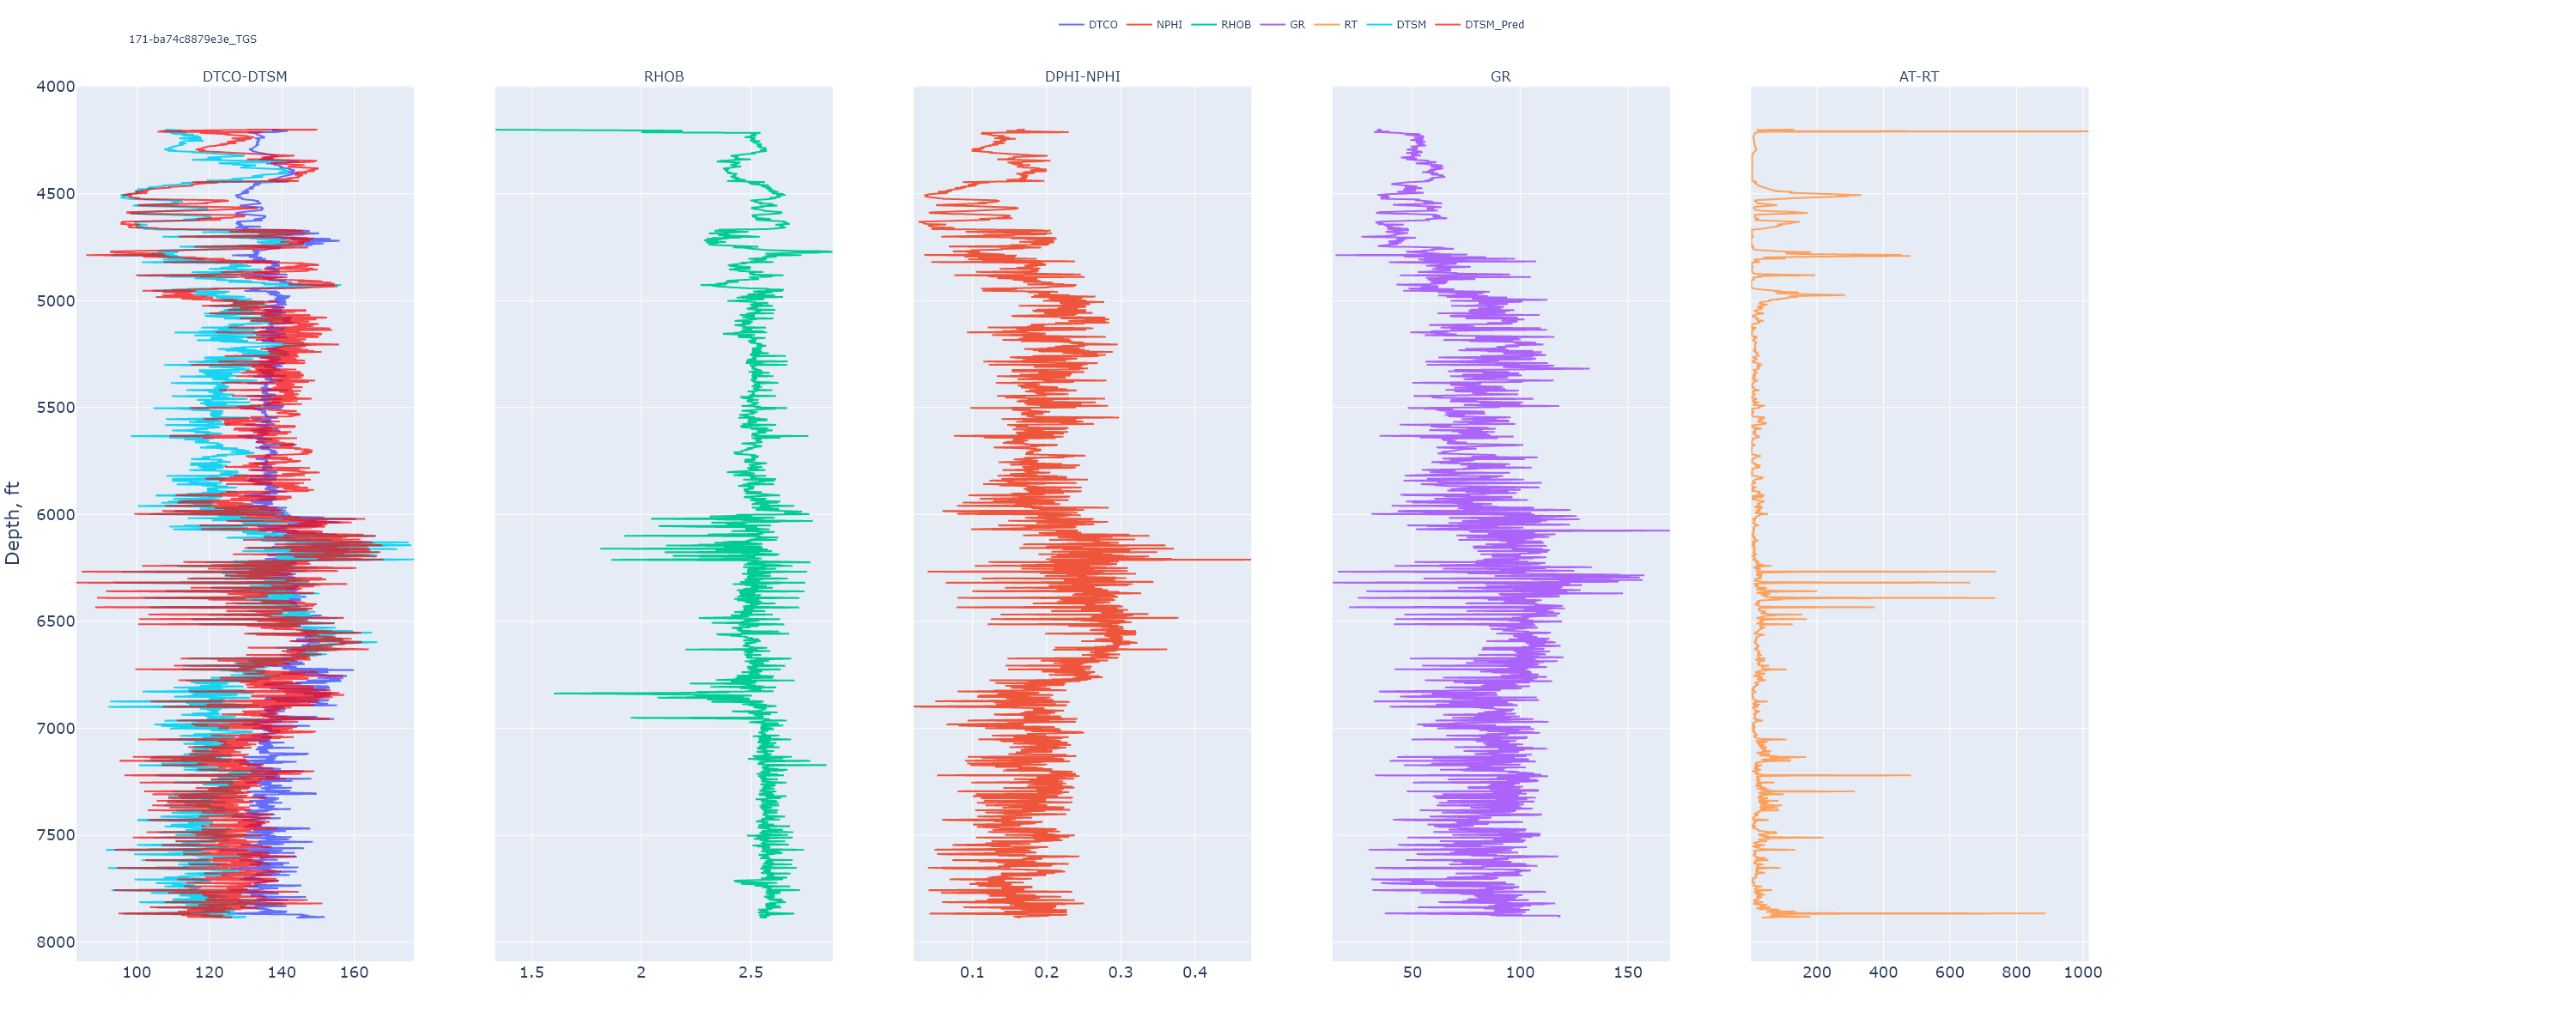 DTCO NPHI RHOB GR RT DTSM DTSM_Pred
171-ba74c8879e3e_TGS
DTCO-DTSM RHOB DPHI-NPHI GR AT-RT
4000
4500
5000
5500
6000
6500
7000
7500
8000
Depth, ft
100 120 140 160 1.5 2 2.5 0.1 0.2 0.3 0.4 50 100 150 200 400 600 800 1000